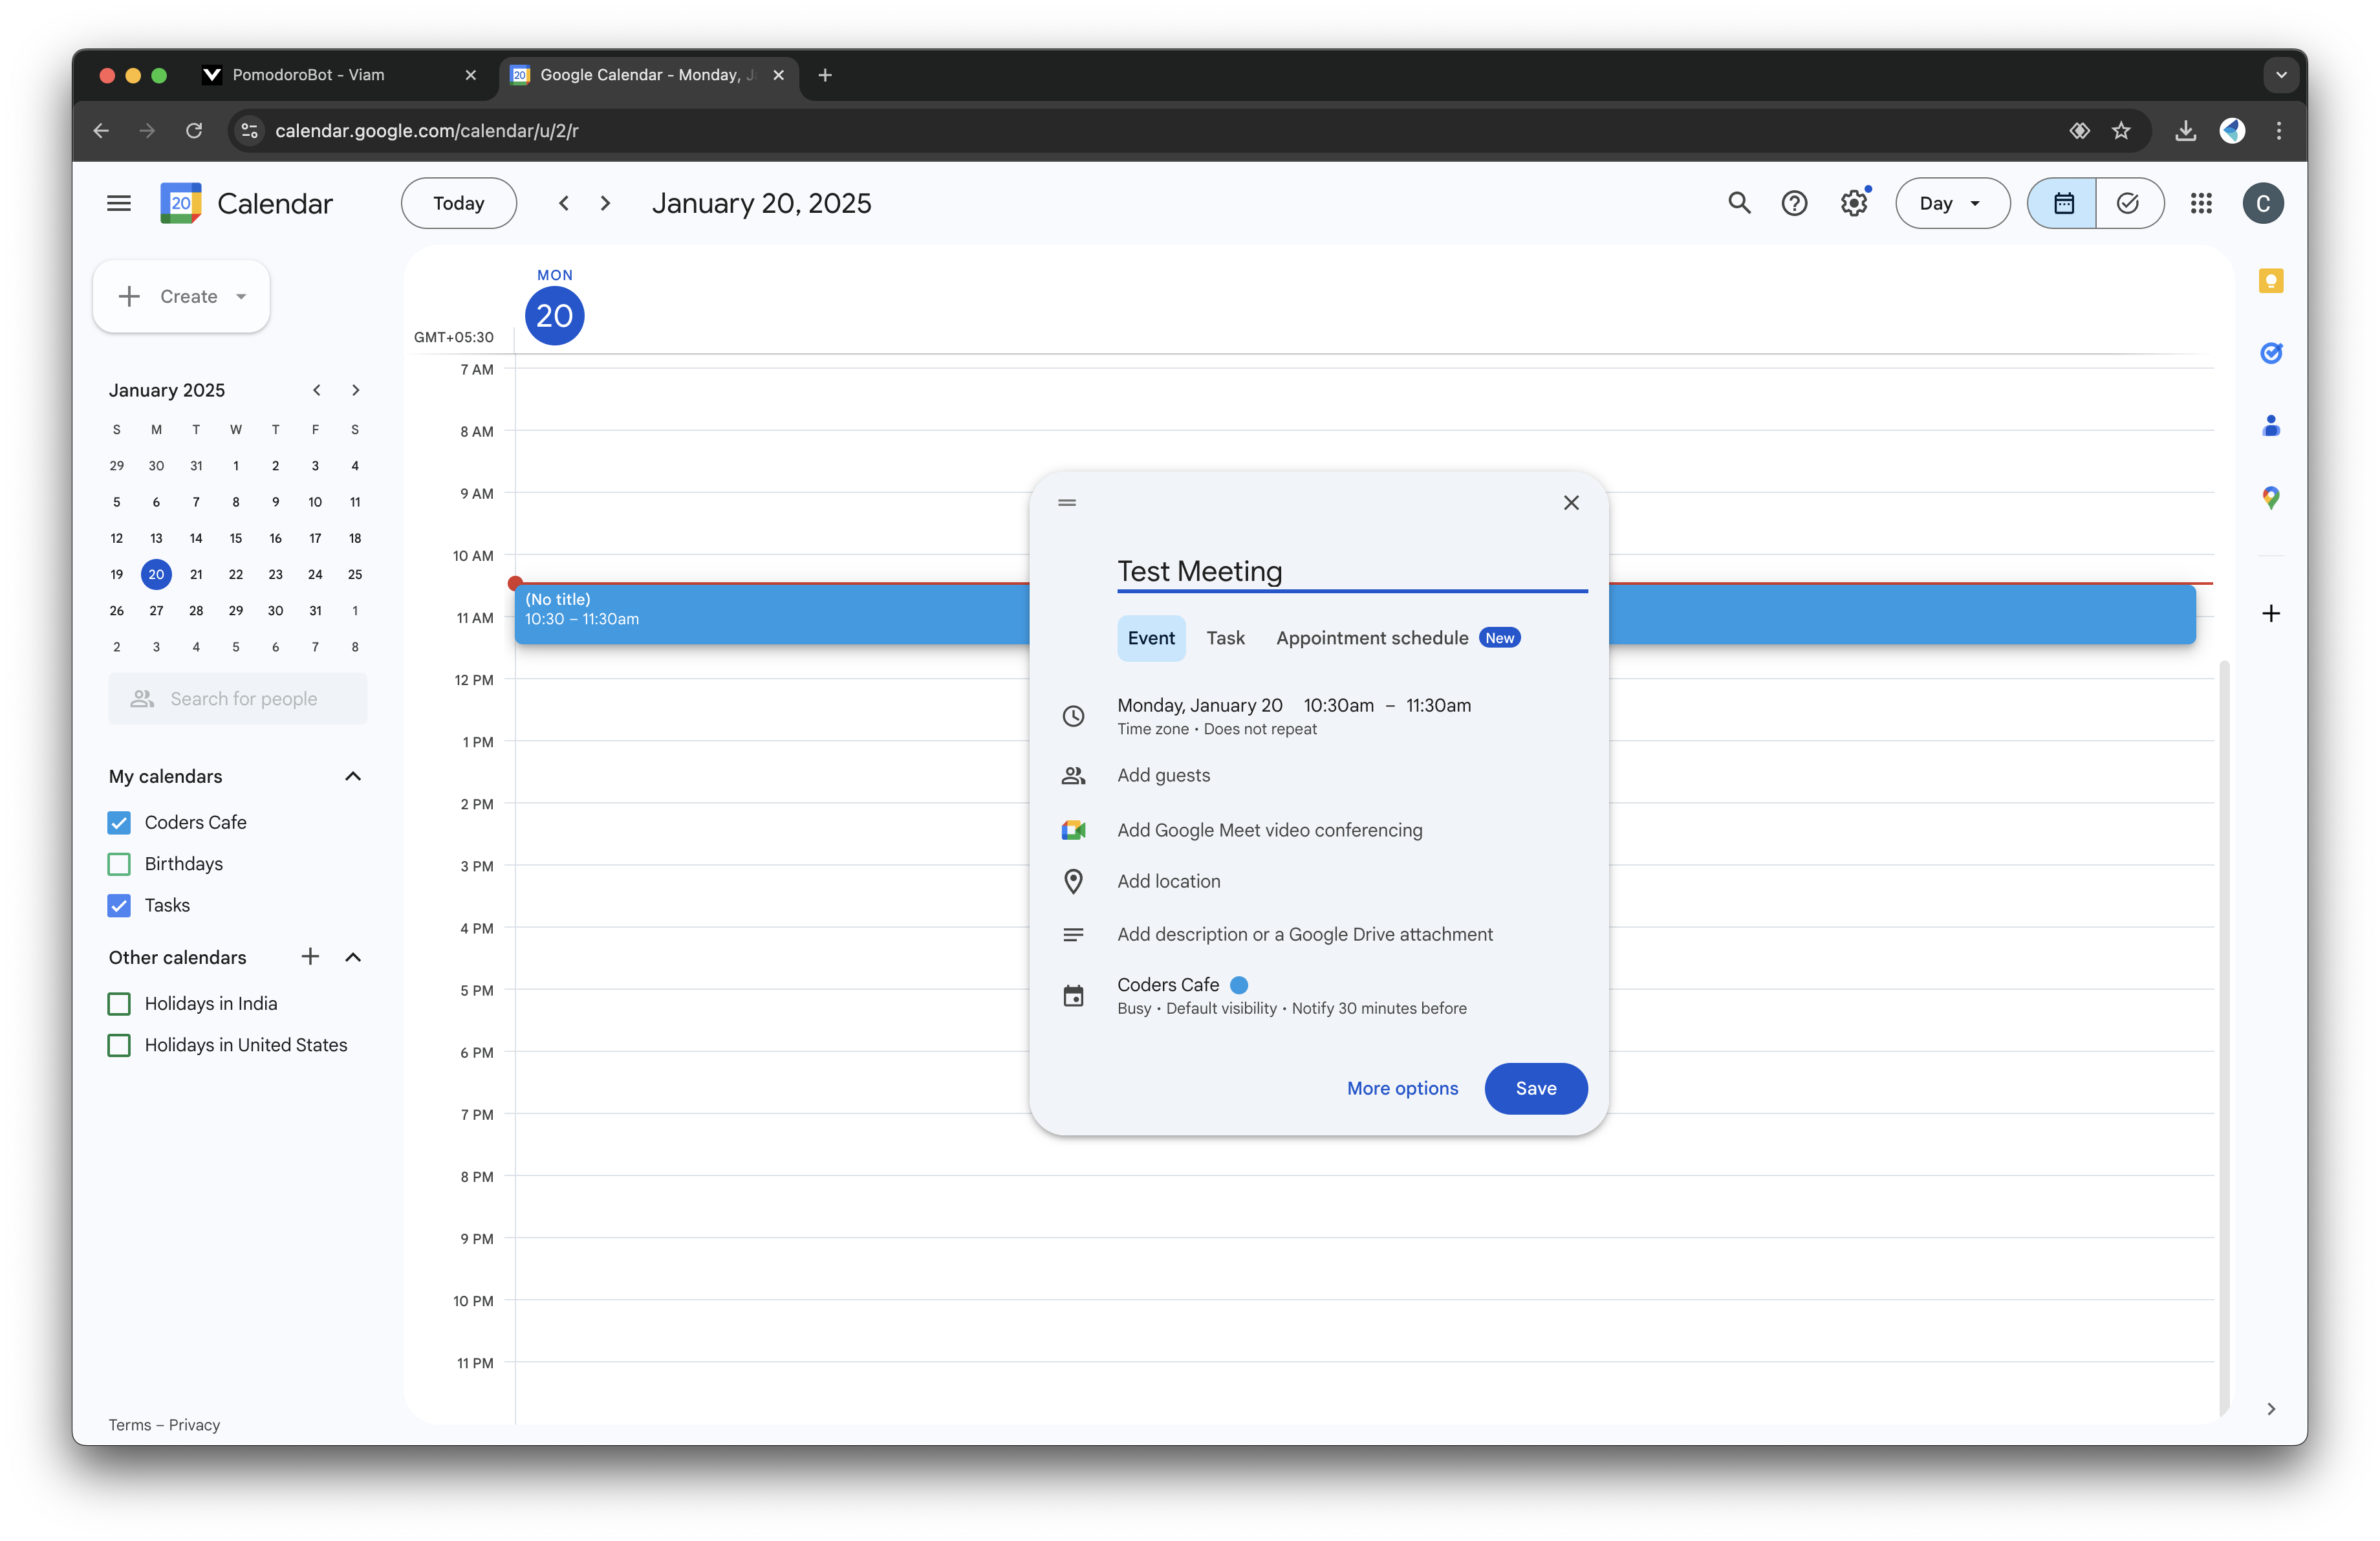 PomodoroBot - Viam
Google Calendar - Monday, J
calendar.google.com/calendar/u/2/r
20 Calendar
Today
January 20, 2025
Day
C
Create
MON
20
GMT+05:30
January 2025
S M T W T F S
29 30 31 1 2 3 4
5 6 7 8 9 10 11
12 13 14 15 16 17 18
19 20 21 22 23 24 25
26 27 28 29 30 31 1
2 3 4 5 6 7 8
Search for people
My calendars
Coders Cafe
Birthdays
Tasks
Other calendars
Holidays in India
Holidays in United States
Terms – Privacy
7 AM
8 AM
9 AM
10 AM
11 AM
12 PM
1 PM
2 PM
3 PM
4 PM
5 PM
6 PM
7 PM
8 PM
9 PM
10 PM
11 PM
(No title)
10:30 – 11:30am
Test Meeting
Event Task Appointment schedule New
Monday, January 20 10:30am – 11:30am
Time zone • Does not repeat
Add guests
Add Google Meet video conferencing
Add location
Add description or a Google Drive attachment
Coders Cafe
Busy • Default visibility • Notify 30 minutes before
More options Save